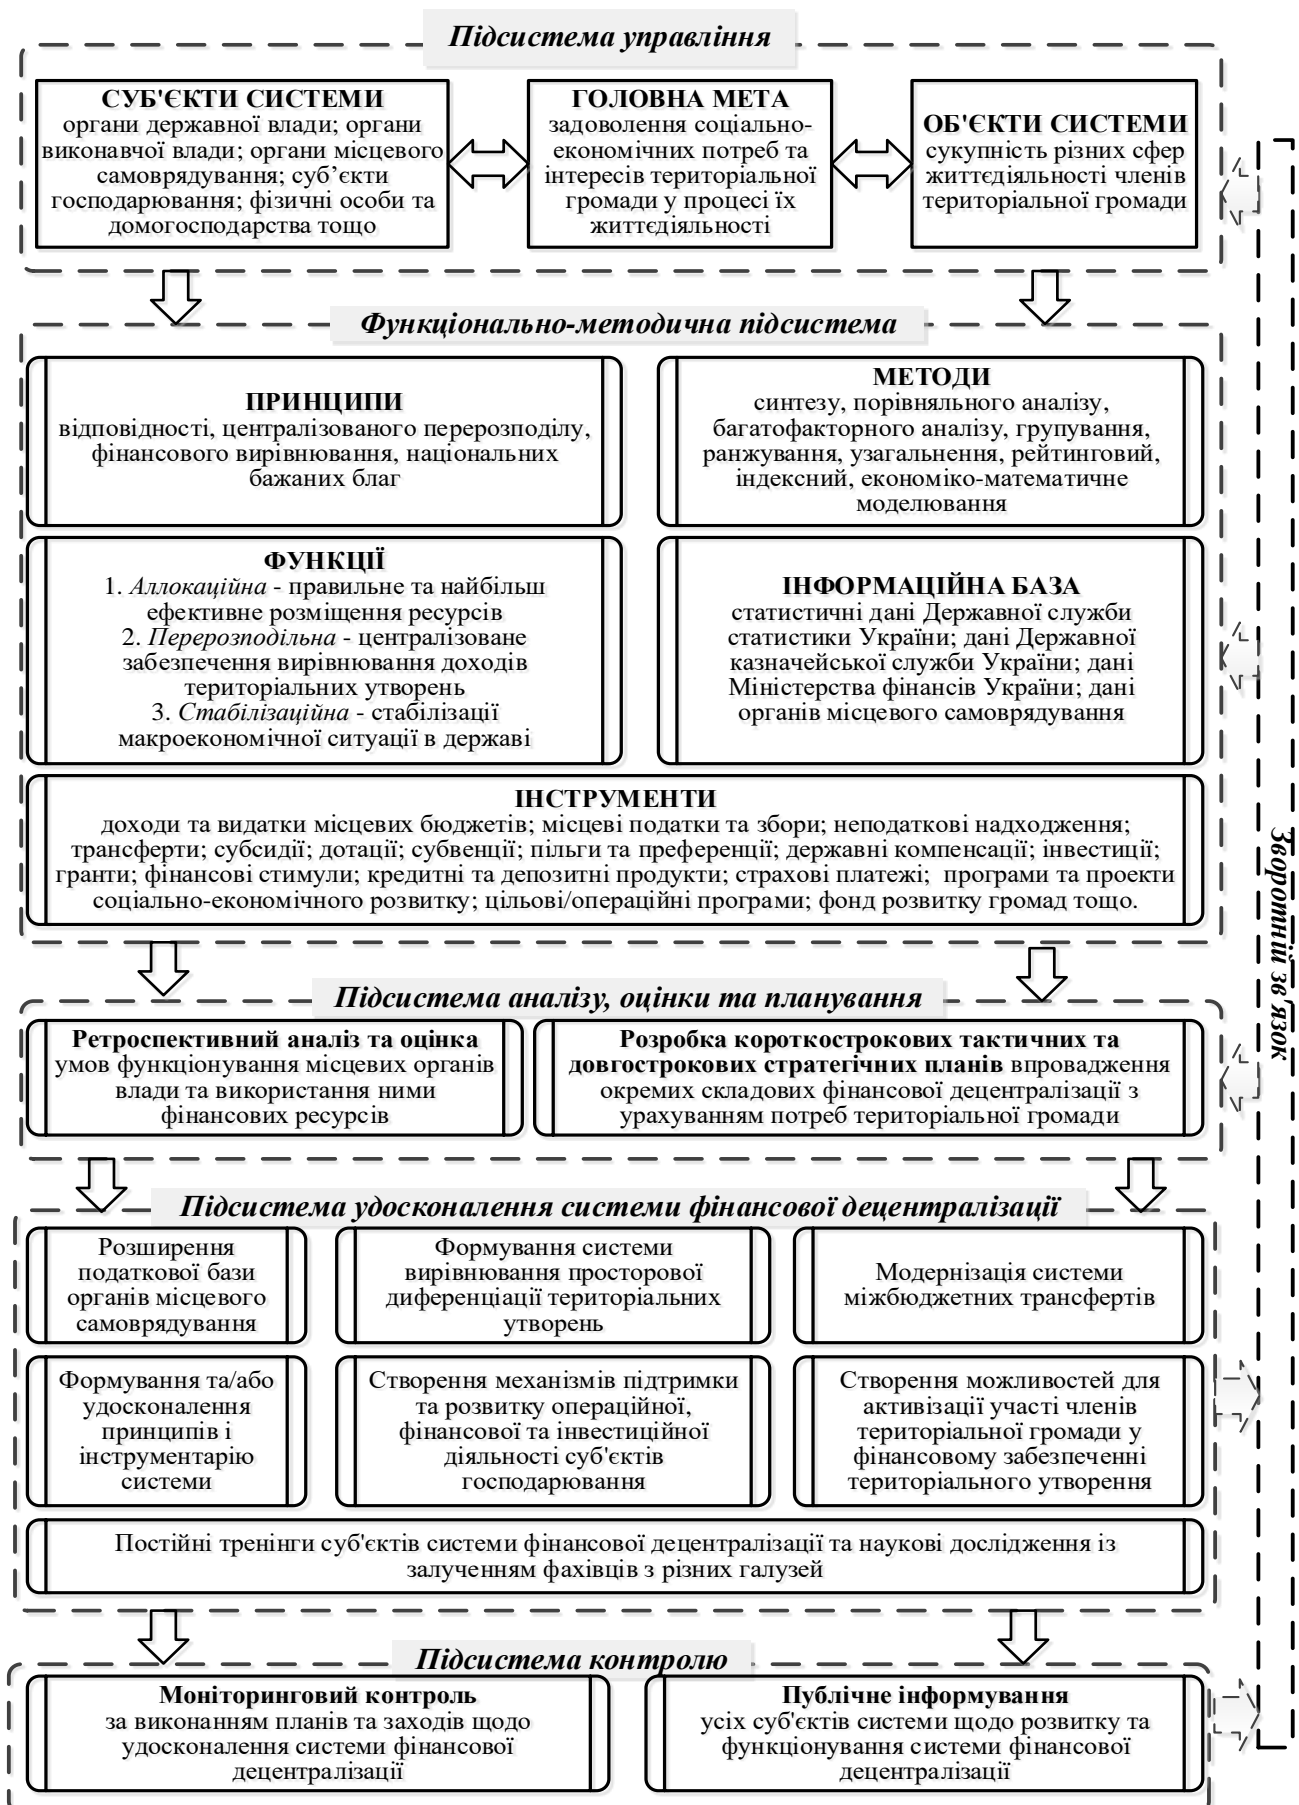 Підсистема управління
СУБ'ЄКТИ СИСТЕМИ
органи державної влади; органи
виконавчої влади; органи місцевого
самоврядування; суб’єкти
господарювання; фізичні особи та
домогосподарства тощо
ГОЛОВНА МЕТА
задоволення соціально-
економічних потреб та
інтересів територіальної
громади у процесі їх
життєдіяльності
ОБ'ЄКТИ СИСТЕМИ
сукупність різних сфер
життєдіяльності членів
територіальної громади
Функціонально-методична підсистема
ПРИНЦИПИ
відповідності, централізованого перерозподілу,
фінансового вирівнювання, національних
бажаних благ
МЕТОДИ
синтезу, порівняльного аналізу,
багатофакторного аналізу, групування,
ранжування, узагальнення, рейтинговий,
індексний, економіко-математичне
моделювання
ФУНКЦІЇ
1. Аллокаційна - правильне та найбільш
ефективне розміщення ресурсів
2. Перерозподільна - централізоване
забезпечення вирівнювання доходів
територіальних утворень
3. Стабілізаційна - стабілізації
макроекономічної ситуації в державі
ІНФОРМАЦІЙНА БАЗА
статистичні дані Державної служби
статистики України; дані Державної
казначейської служби України; дані
Міністерства фінансів України; дані
органів місцевого самоврядування
ІНСТРУМЕНТИ
доходи та видатки місцевих бюджетів; місцеві податки та збори; неподаткові надходження;
трансферти; субсидії; дотації; субвенції; пільги та преференції; державні компенсації; інвестиції;
гранти; фінансові стимули; кредитні та депозитні продукти; страхові платежі; програми та проекти
соціально-економічного розвитку; цільові/операційні програми; фонд розвитку громад тощо.
Підсистема аналізу, оцінки та планування
Ретроспективний аналіз та оцінка
умов функціонування місцевих органів
влади та використання ними
фінансових ресурсів
Розробка короткострокових тактичних та
довгострокових стратегічних планів впровадження
окремих складових фінансової децентралізації з
урахуванням потреб територіальної громади
Підсистема удосконалення системи фінансової децентралізації
Розширення
податкової бази
органів місцевого
самоврядування
Формування системи
вирівнювання просторової
диференціації територіальних
утворень
Модернізація системи
міжбюджетних трансфертів
Формування та/або
удосконалення
принципів і
інструментарію
системи
Створення механізмів підтримки
та розвитку операційної,
фінансової та інвестиційної
діяльності суб'єктів
господарювання
Створення можливостей для
активізації участі членів
територіальної громади у
фінансовому забезпеченні
територіального утворення
Постійні тренінги суб'єктів системи фінансової децентралізації та наукові дослідження із
залученням фахівців з різних галузей
Підсистема контролю
Моніторинговий контроль
за виконанням планів та заходів щодо
удосконалення системи фінансової
децентралізації
Публічне інформування
усіх суб'єктів системи щодо розвитку та
функціонування системи фінансової
децентралізації
Зворотній зв'язок